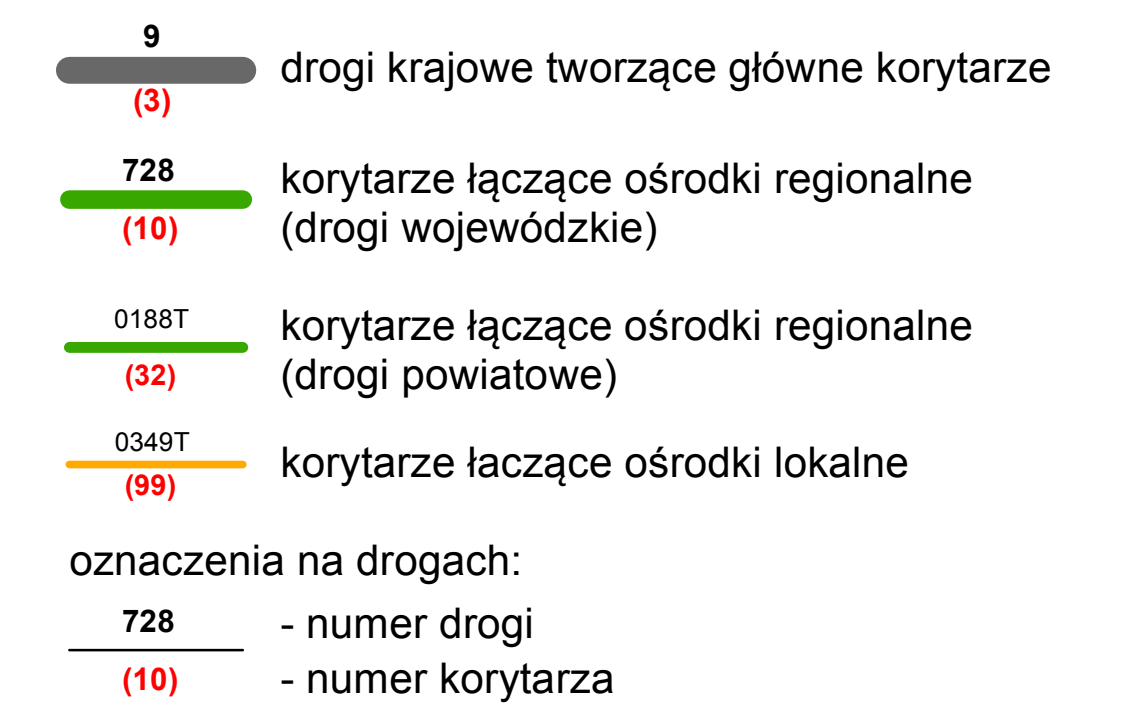 9
drogi krajowe tworzące główne korytarze
(3)
728
korytarze łączące ośrodki regionalne
(drogi wojewódzkie)
(10)
0188T
korytarze łączące ośrodki regionalne
(drogi powiatowe)
(32)
0349T
korytarze łaczące ośrodki lokalne
(99)
oznaczenia na drogach:
728 - numer drogi
(10) - numer korytarza